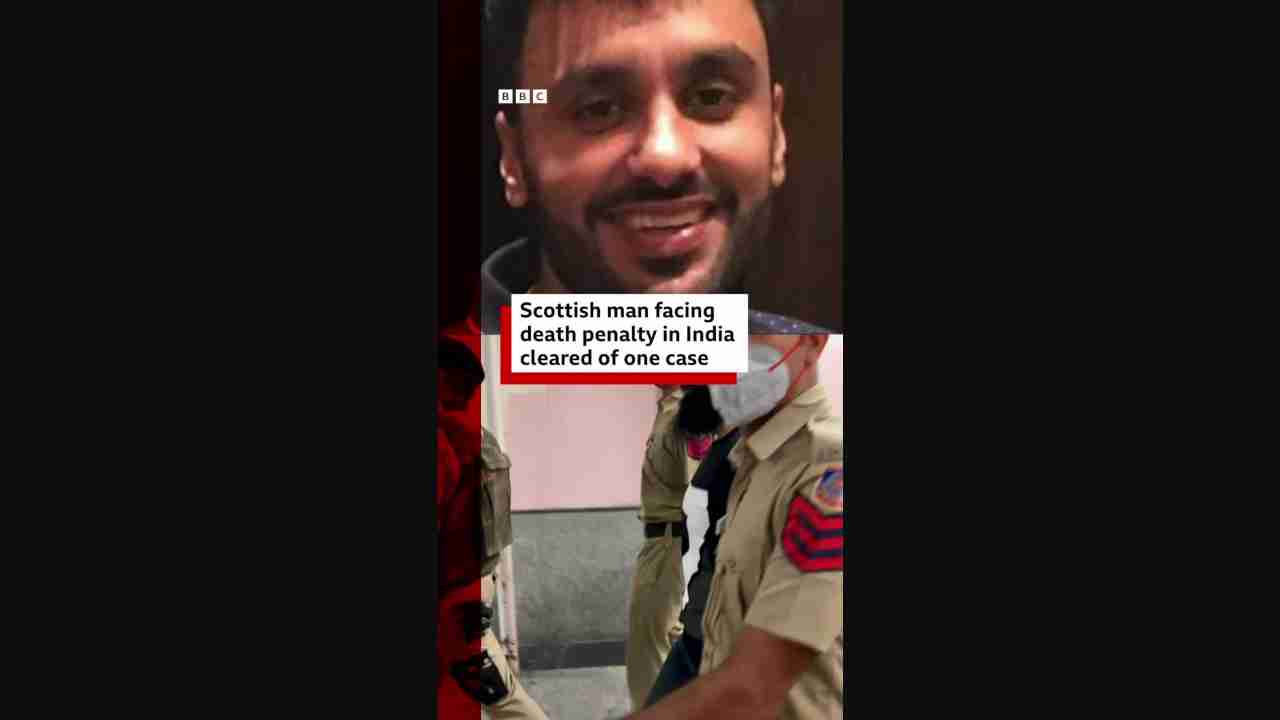 BBC
Scottish man facing
death penalty in India
cleared of one case